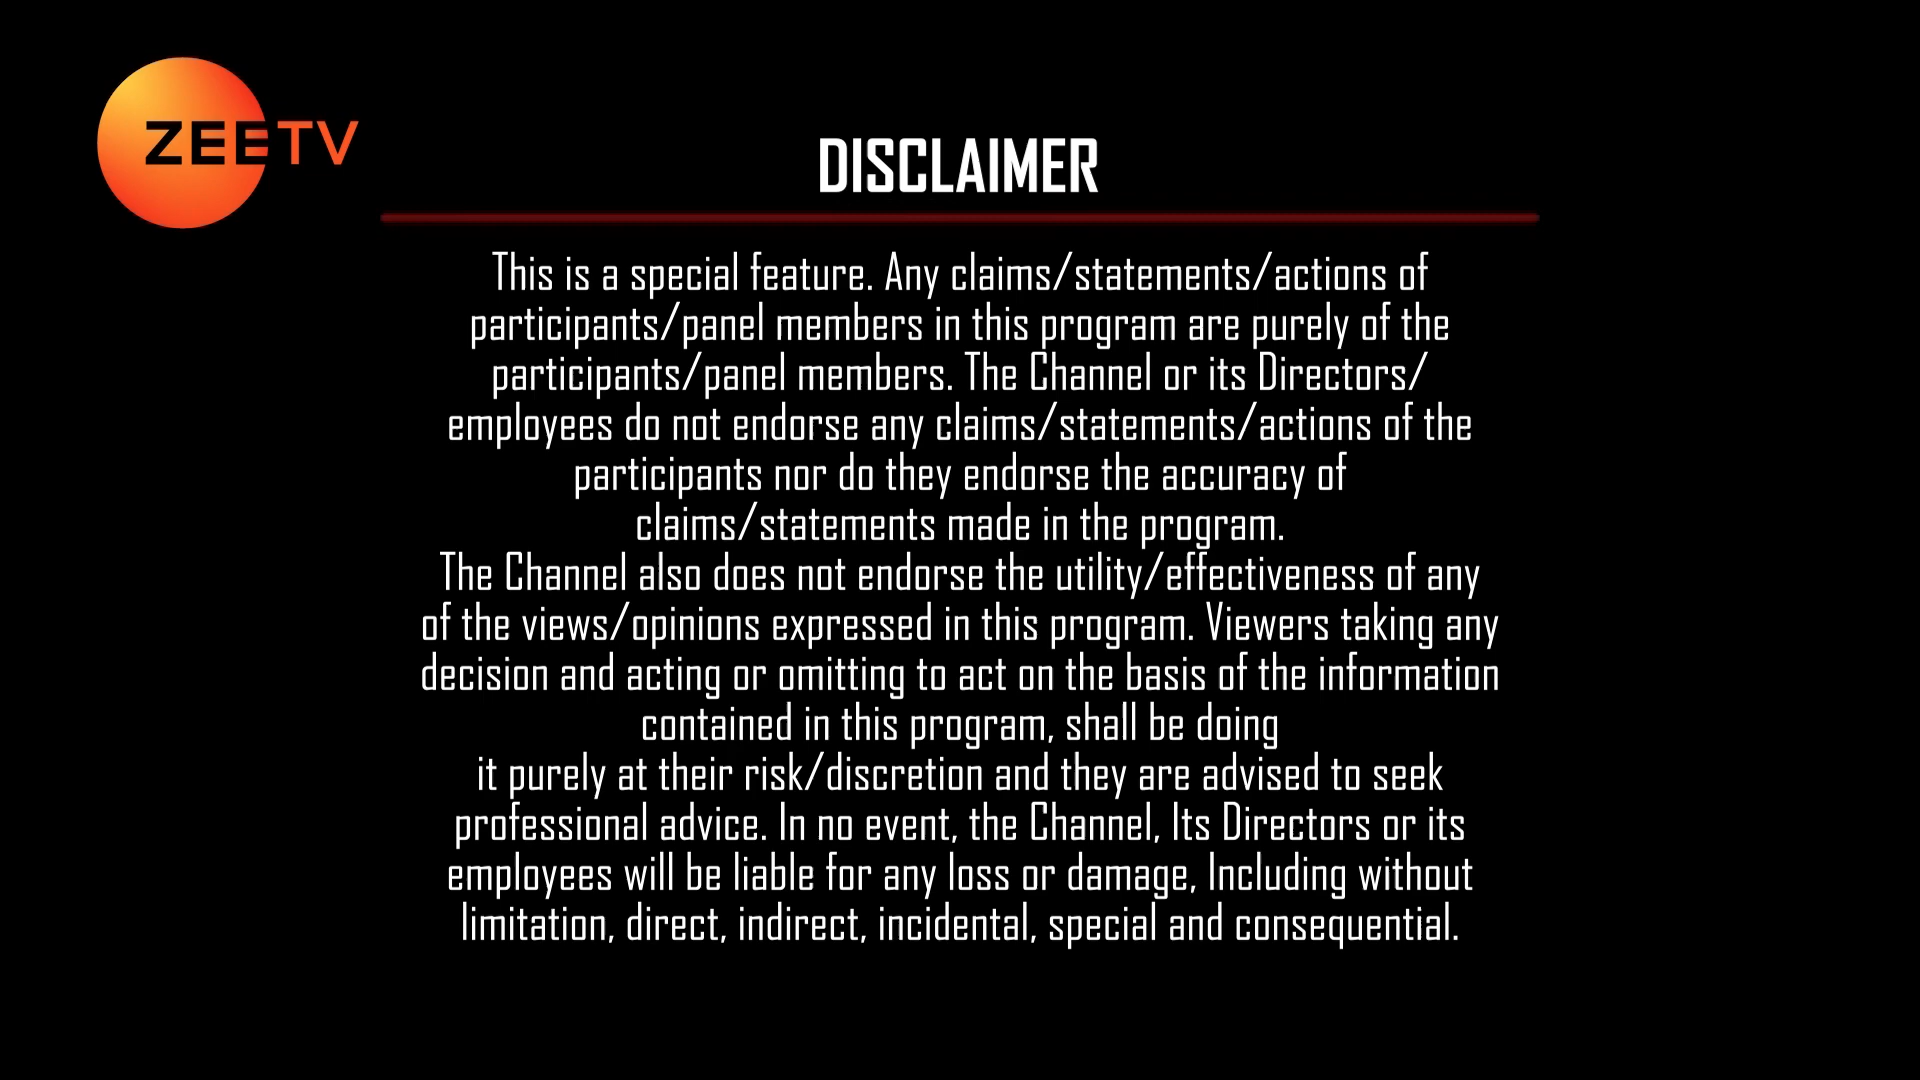 ZEETV
DISCLAIMER
This is a special feature. Any claims/statements/actions of
participants/panel members in this program are purely of the
participants/panel members. The Channel or its Directors/
employees do not endorse any claims/statements/actions of the
participants nor do they endorse the accuracy of
claims/statements made in the program.
The Channel also does not endorse the utility/effectiveness of any
of the views/opinions expressed in this program. Viewers taking any
decision and acting or omitting to act on the basis of the information
contained in this program, shall be doing
it purely at their risk/discretion and they are advised to seek
professional advice. In no event, the Channel, Its Directors or its
employees will be liable for any loss or damage, Including without
limitation, direct, indirect, incidental, special and consequential.